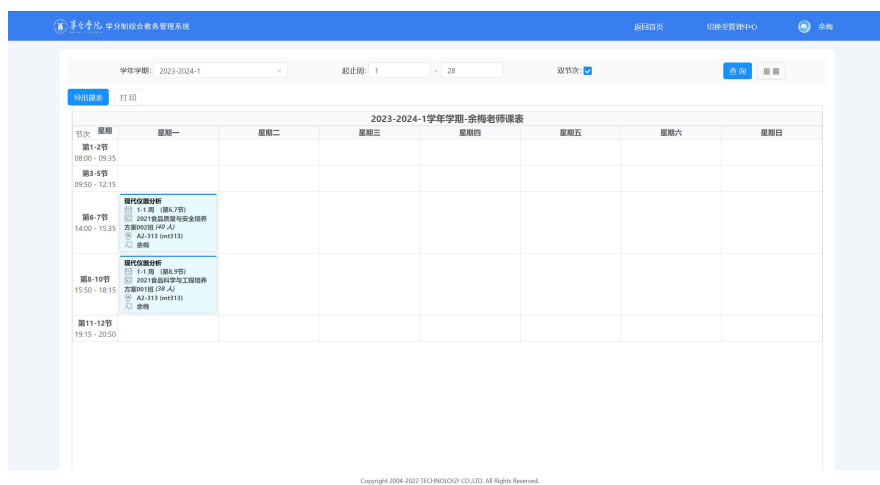 茅台学院 学分制综合教务管理系统 返回首页 切换至管理中心 余梅
学年学期: 2023-2024-1 起止周: 1 - 28 双节次: 查 询 重 置
导出课表 打 印
2023-2024-1学年学期-余梅老师课表
节次 星期 星期一 星期二 星期三 星期四 星期五 星期六 星期日
第1-2节
08:00 - 09:35
第3-5节
09:50 - 12:15
第6-7节
14:00 - 15:35
现代仪器分析
1-1 周 (第6,7节)
2021食品质量与安全培养
方案002班 (40 人)
A2-313 (mt313)
余梅
第8-10节
15:50 - 18:15
现代仪器分析
1-1 周 (第8,9节)
2021食品科学与工程培养
方案001班 (38 人)
A2-313 (mt313)
余梅
第11-12节
19:15 - 20:50
Copyright 2004-2022 TECHNOLOGY CO.,LTD. All Rights Reserved.